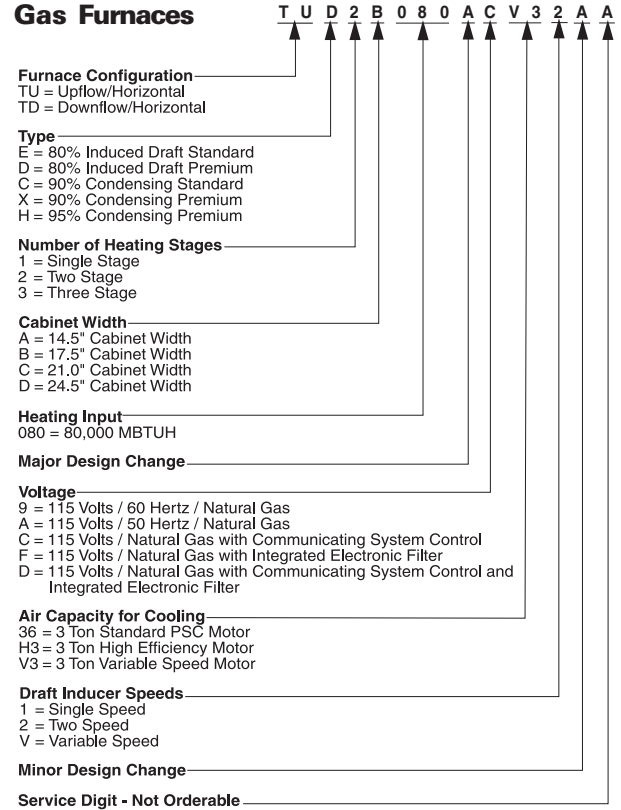 Gas Furnaces
T U D 2 B 0 8 0 A C V 3 2 A A
Furnace Configuration
TU = Upflow/Horizontal
TD = Downflow/Horizontal
Type
E = 80% Induced Draft Standard
D = 80% Induced Draft Premium
C = 90% Condensing Standard
X = 90% Condensing Premium
H = 95% Condensing Premium
Number of Heating Stages
1 = Single Stage
2 = Two Stage
3 = Three Stage
Cabinet Width
A = 14.5" Cabinet Width
B = 17.5" Cabinet Width
C = 21.0" Cabinet Width
D = 24.5" Cabinet Width
Heating Input
080 = 80,000 MBTUH
Major Design Change
Voltage
9 = 115 Volts / 60 Hertz / Natural Gas
A = 115 Volts / 50 Hertz / Natural Gas
C = 115 Volts / Natural Gas with Communicating System Control
F = 115 Volts / Natural Gas with Integrated Electronic Filter
D = 115 Volts / Natural Gas with Communicating System Control and
Integrated Electronic Filter
Air Capacity for Cooling
36 = 3 Ton Standard PSC Motor
H3 = 3 Ton High Efficiency Motor
V3 = 3 Ton Variable Speed Motor
Draft Inducer Speeds
1 = Single Speed
2 = Two Speed
V = Variable Speed
Minor Design Change
Service Digit - Not Orderable